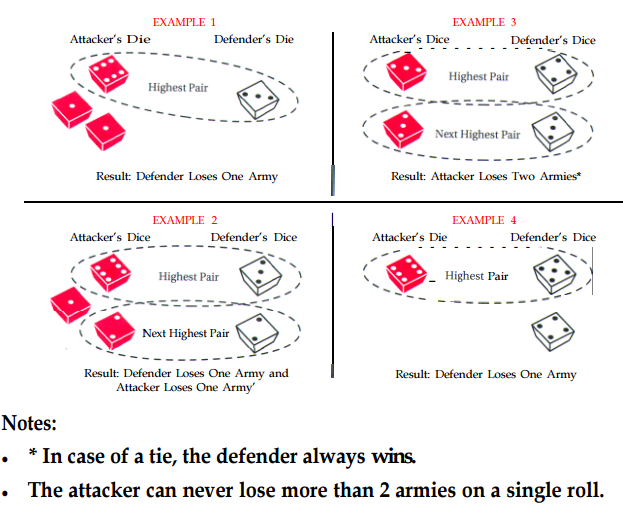 EXAMPLE 1
Attacker's Die Defender's Die
Highest Pair
Result: Defender Loses One Army
EXAMPLE 3
Attacker's Dice Defender's Dice
Highest Pair
Next Highest Pair
Result: Attacker Loses Two Armies*
EXAMPLE 2
Attacker's Dice Defender's Dice
Highest Pair
Next Highest Pair
Result: Defender Loses One Army and
Attacker Loses One Army′
EXAMPLE 4
Attacker's Die Defender's Dice
Highest Pair
Result: Defender Loses One Army
Notes:
• * In case of a tie, the defender always wins.
• The attacker can never lose more than 2 armies on a single roll.